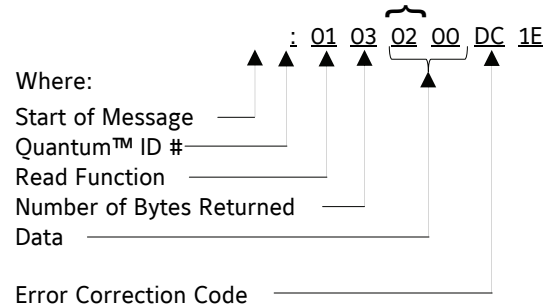 : 01 03 02 00 DC 1E
Where:
Start of Message
Quantum™ ID #
Read Function
Number of Bytes Returned
Data
Error Correction Code